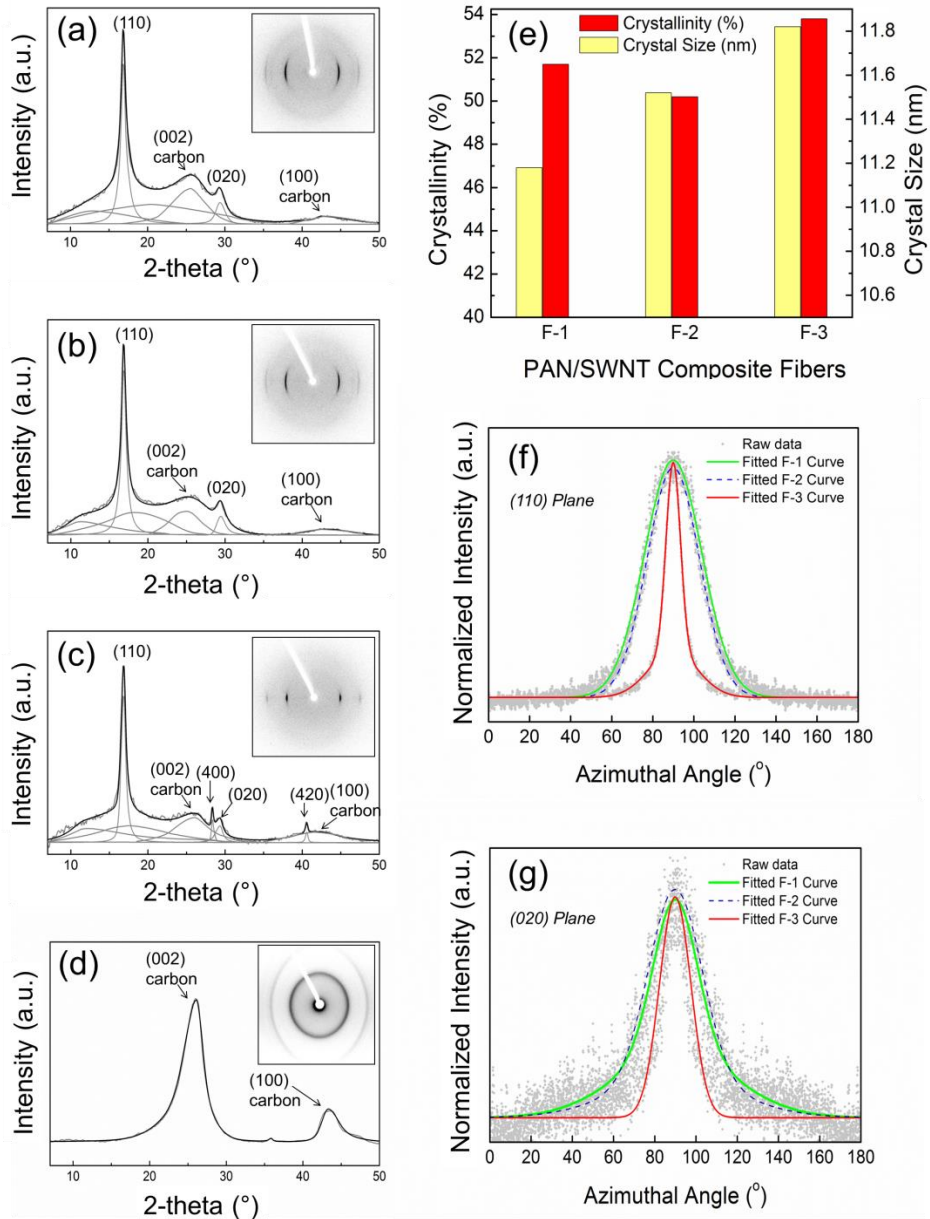 (a)
(110)
(002)
carbon
(020)
(100)
carbon
Intensity (a.u.)
10 20 30 40 50
2-theta (°)
(b)
(110)
(002)
carbon
(020)
(100)
carbon
Intensity (a.u.)
10 20 30 40 50
2-theta (°)
(c)
(110)
(002)
carbon
(400)
(020)
(420)
(100)
carbon
Intensity (a.u.)
10 20 30 40 50
2-theta (°)
(d)
(002)
carbon
(100)
carbon
Intensity (a.u.)
10 20 30 40 50
2-theta (°)
(e)
Crystallinity (%)
Crystal Size (nm)
Crystallinity (%)
54
52
50
48
46
44
42
40
11.8
11.6
11.4
11.2
11.0
10.8
10.6
Crystal Size (nm)
F-1 F-2 F-3
PAN/SWNT Composite Fibers
(f)
(110) Plane
Raw data
Fitted F-1 Curve
Fitted F-2 Curve
Fitted F-3 Curve
Normalized Intensity (a.u.)
0 20 40 60 80 100 120 140 160 180
Azimuthal Angle (°)
(g)
(020) Plane
Raw data
Fitted F-1 Curve
Fitted F-2 Curve
Fitted F-3 Curve
Normalized Intensity (a.u.)
0 20 40 60 80 100 120 140 160 180
Azimuthal Angle (°)